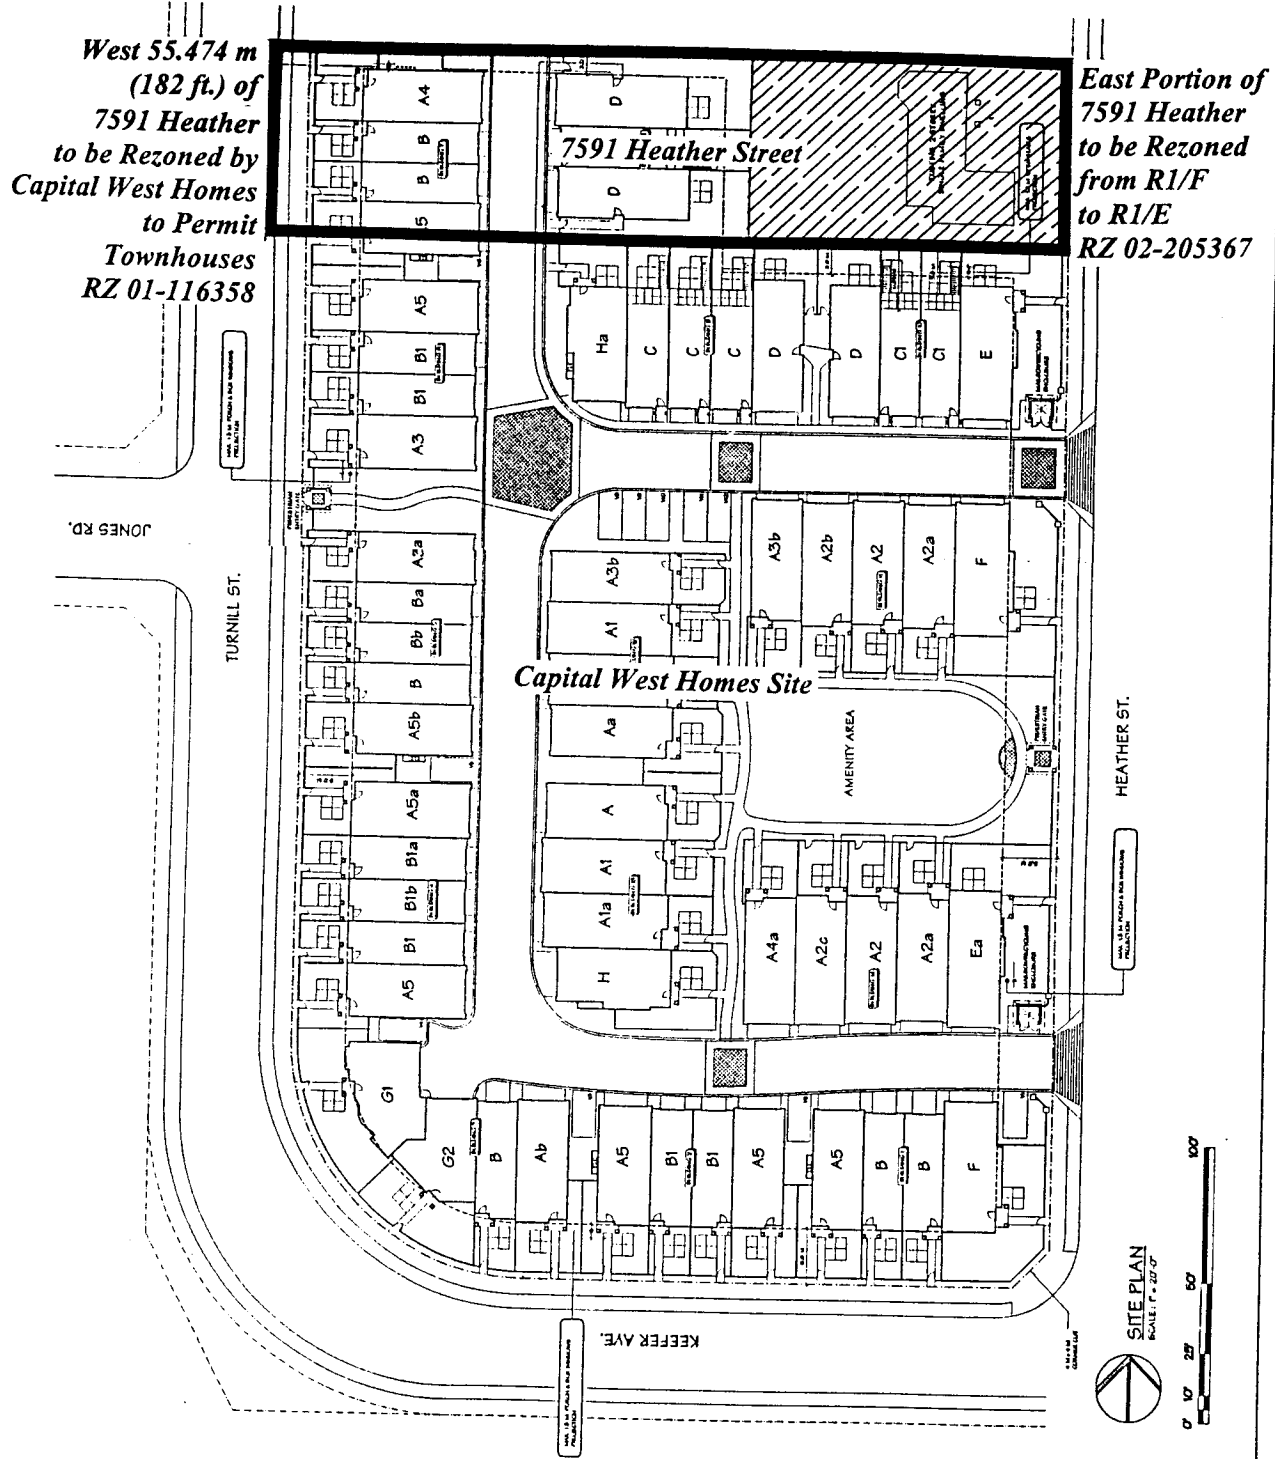 West 55.474 m
(182 ft.) of
7591 Heather
to be Rezoned by
Capital West Homes
to Permit
Townhouses
RZ 01-116358
East Portion of
7591 Heather
to be Rezoned
from R1/F
to R1/E
RZ 02-205367
7591 Heather Street
A4
B
B
5
D
D
A5
B1
B1
A3
Ha
C
C
C
D
D
C1
C1
E
JONES RD.
TURNILL ST.
A3a
Ba
Bb
B
A5b
A3b
A1
Aa
A3b
A2b
A2
A2a
F
Capital West Homes Site
AMENITY AREA
HEATHER ST.
A5a
B1a
B1b
B1
A5
A
A1
A1a
H
A4a
A2c
A2
A2a
Ea
G1
G2
B
Ab
A5
B1
B1
A5
A5
B
B
F
KEEFER AVE.
SITE PLAN
SCALE: 1" = 20'-0"
0' 10' 25' 50' 100'